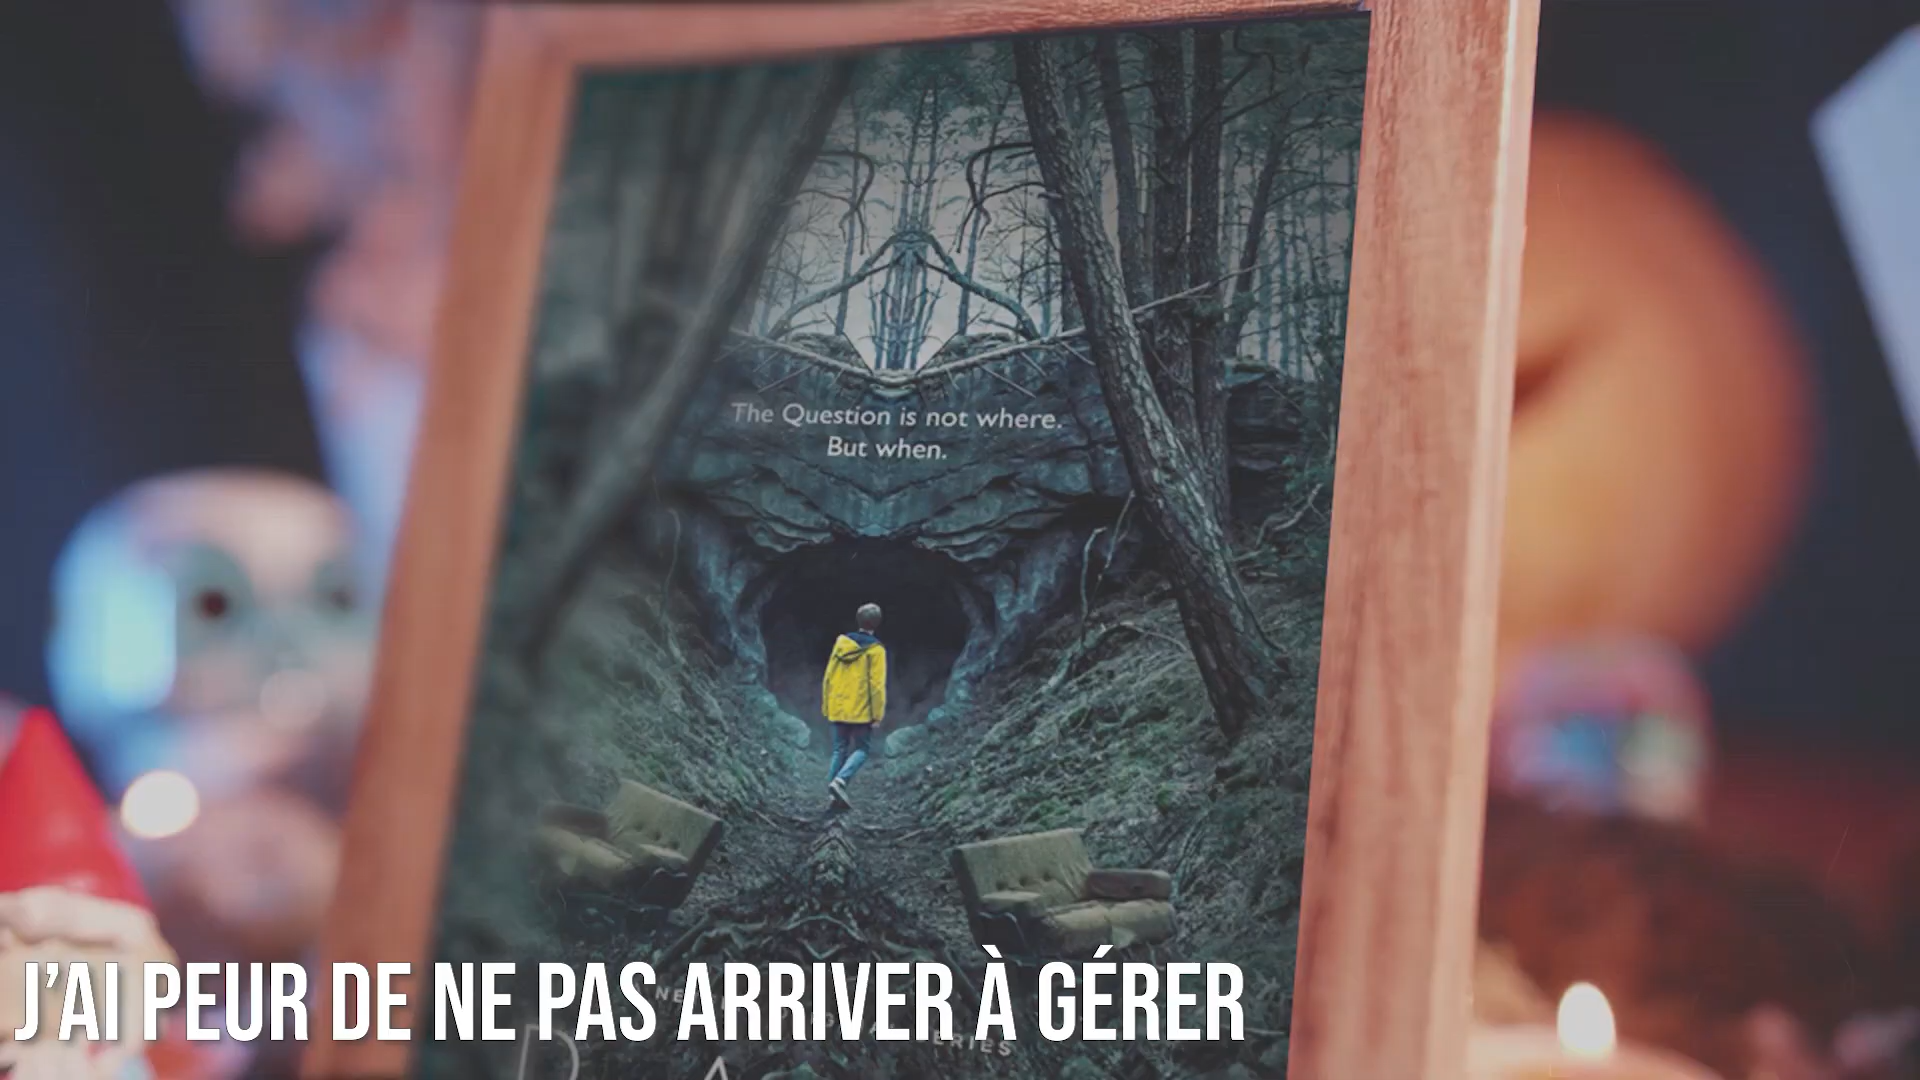 The Question is not where.
But when.
J'AI PEUR DE NE PAS ARRIVER À GÉRER